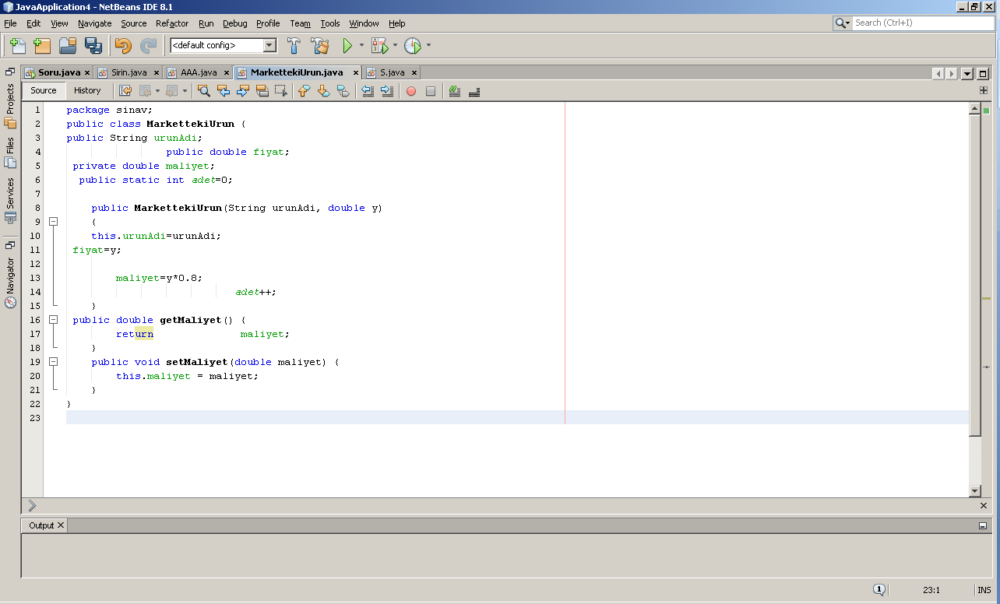 JavaApplication4 - NetBeans IDE 8.1
File Edit View Navigate Source Refactor Run Debug Profile Team Tools Window Help
Search (Ctrl+I)
<default config>
Soru.java × Sirin.java × AAA.java × MarkettekiUrun.java × S.java ×
Source History
Projects
Files
Services
Navigator
1 package sinav;
2 public class MarkettekiUrun {
3 public String urunAdi;
4 public double fiyat;
5 private double maliyet;
6 public static int adet=0;
7
8 public MarkettekiUrun(String urunAdi, double y)
9 {
10 this.urunAdi=urunAdi;
11 fiyat=y;
12
13 maliyet=y*0.8;
14 adet++;
15 }
16 public double getMaliyet() {
17 return maliyet;
18 }
19 public void setMaliyet(double maliyet) {
20 this.maliyet = maliyet;
21 }
22 }
23
Output ×
1
23:1
INS